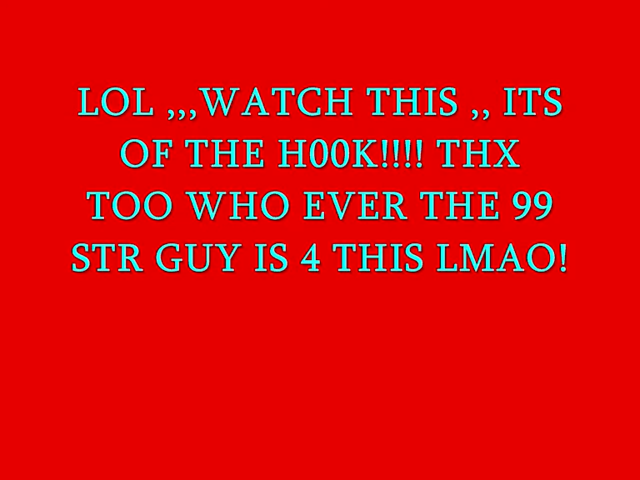 LOL ,,,WATCH THIS ,, ITS
OF THE H00K!!!! THX
TOO WHO EVER THE 99
STR GUY IS 4 THIS LMAO!